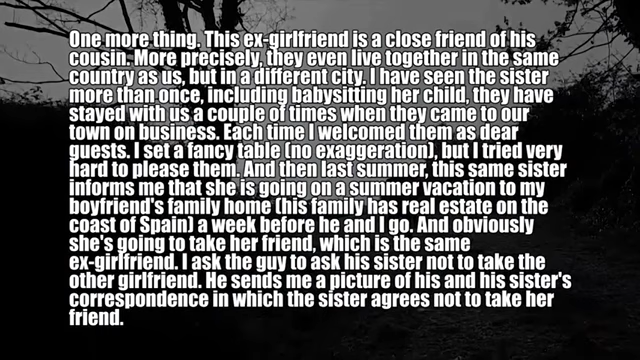 One more thing. This ex-girlfriend is a close friend of his
cousin. More precisely, they even live together in the same
country as us, but in a different city. I have seen the sister
more than once, including babysitting her child, they have
stayed with us a couple of times when they came to our
town on business. Each time I welcomed them as dear
guests. I set a fancy table (no exaggeration), but I tried very
hard to please them. And then last summer, this same sister
informs me that she is going on a summer vacation to my
boyfriend's family home (his family has real estate on the
coast of Spain) a week before he and I go. And obviously
she's going to take her friend, which is the same
ex-girlfriend. I ask the guy to ask his sister not to take the
other girlfriend. He sends me a picture of his and his sister's
correspondence in which the sister agrees not to take her
friend.